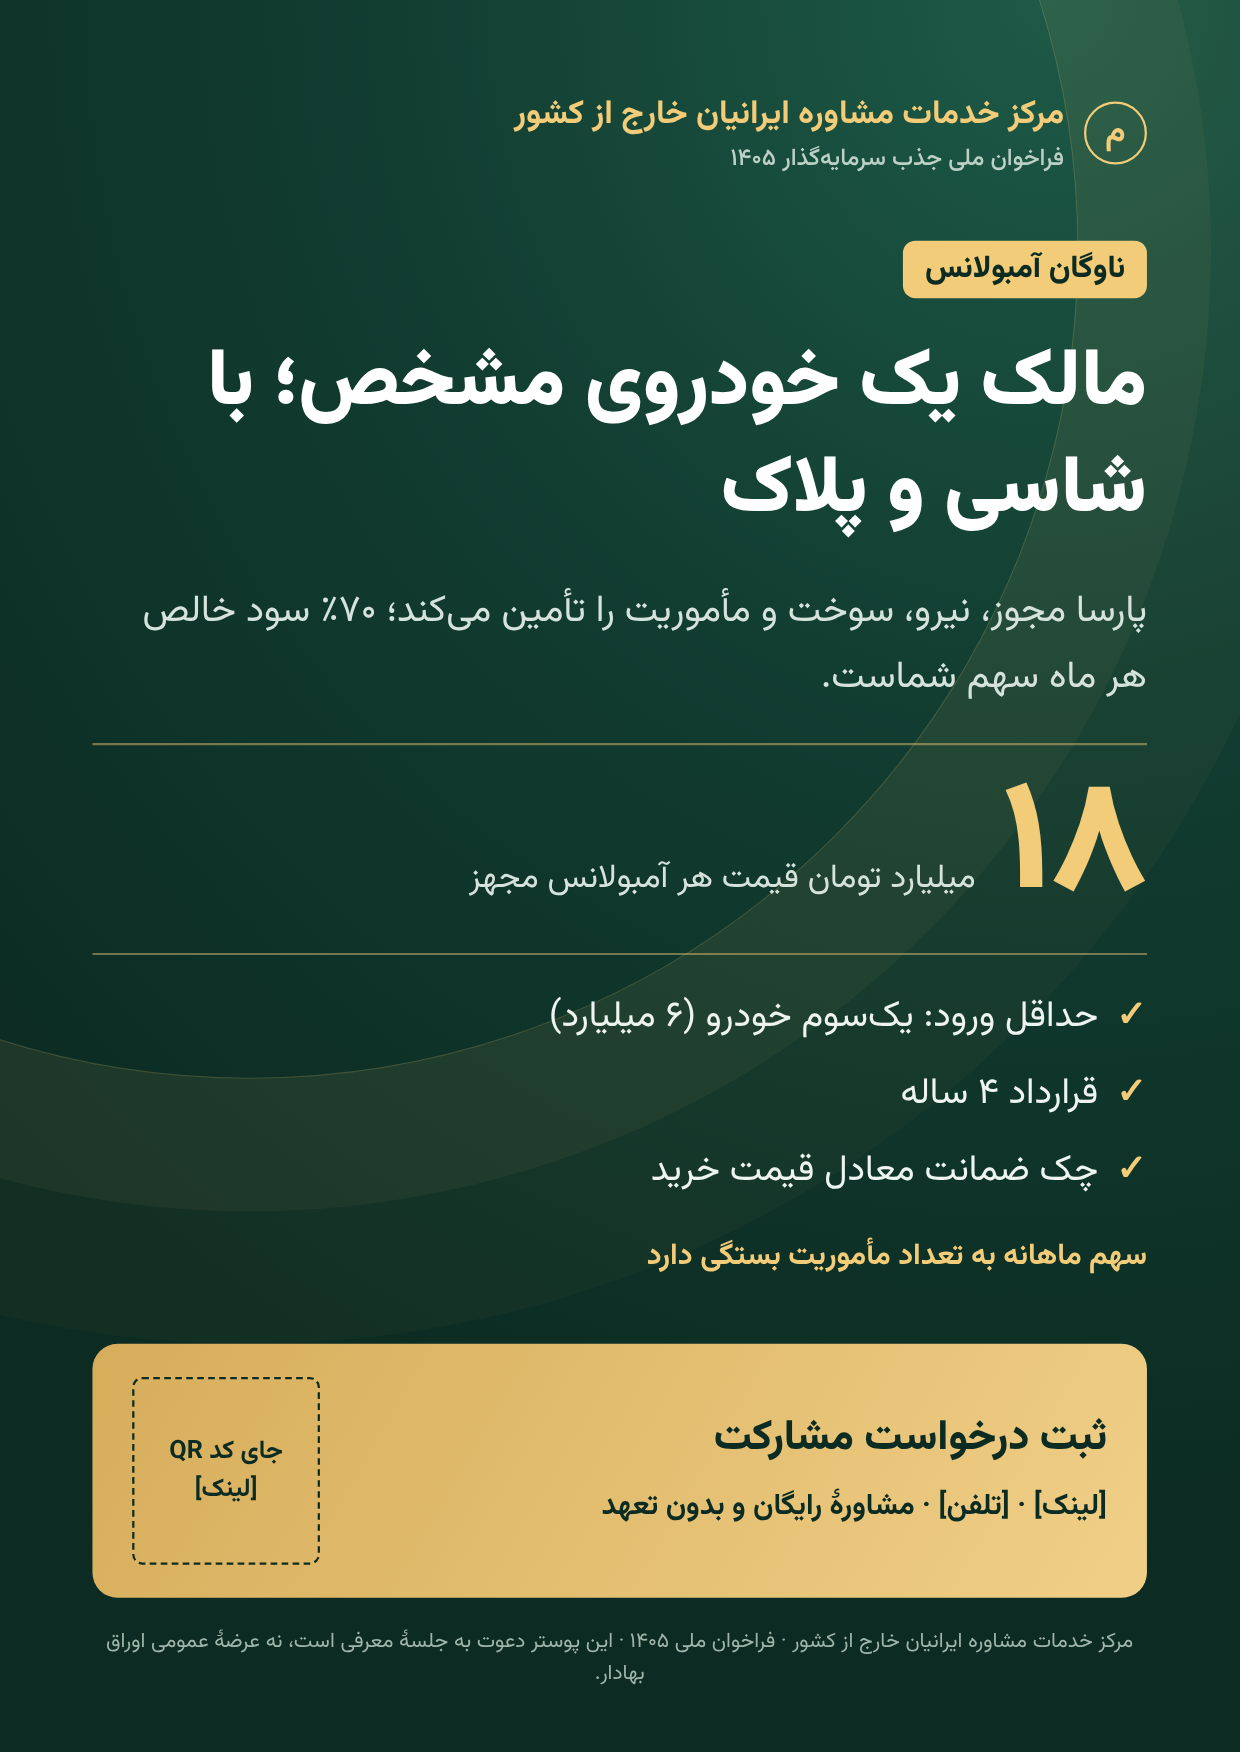 م
مرکز خدمات مشاوره ایرانیان خارج از کشور
فراخوان ملی جذب سرمایه‌گذار ۱۴۰۵
ناوگان آمبولانس
مالک یک خودروی مشخص؛ با
شاسی و پلاک
پارسا مجوز، نیرو، سوخت و مأموریت را تأمین می‌کند؛ ۷۰٪ سود خالص
هر ماه سهم شماست.
۱۸ میلیارد تومان قیمت هر آمبولانس مجهز
✓ حداقل ورود: یک‌سوم خودرو (۶ میلیارد)
✓ قرارداد ۴ ساله
✓ چک ضمانت معادل قیمت خرید
سهم ماهانه به تعداد مأموریت بستگی دارد
ثبت درخواست مشارکت
[لینک] · [تلفن] · مشاورهٔ رایگان و بدون تعهد
جای کد QR
[لینک]
مرکز خدمات مشاوره ایرانیان خارج از کشور · فراخوان ملی ۱۴۰۵ · این پوستر دعوت به جلسهٔ معرفی است، نه عرضهٔ عمومی اوراق
بهادار.